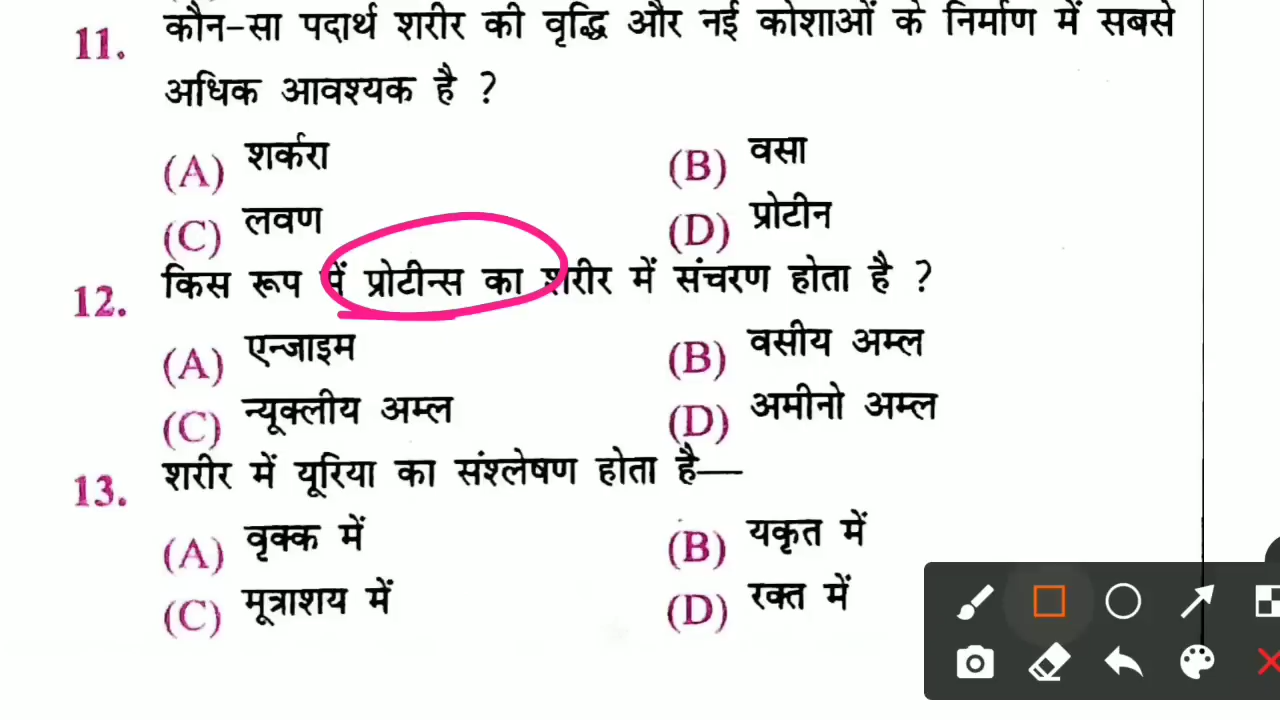 11. कौन-सा पदार्थ शरीर की वृद्धि और नई कोशाओं के निर्माण में सबसे
अधिक आवश्यक है ?
(A) शर्करा (B) वसा
(C) लवण (D) प्रोटीन
12. किस रूप में प्रोटीन्स का शरीर में संचरण होता है ?
(A) एन्जाइम (B) वसीय अम्ल
(C) न्यूक्लीय अम्ल (D) अमीनो अम्ल
13. शरीर में यूरिया का संश्लेषण होता है—
(A) वृक्क में (B) यकृत में
(C) मूत्राशय में (D) रक्त में